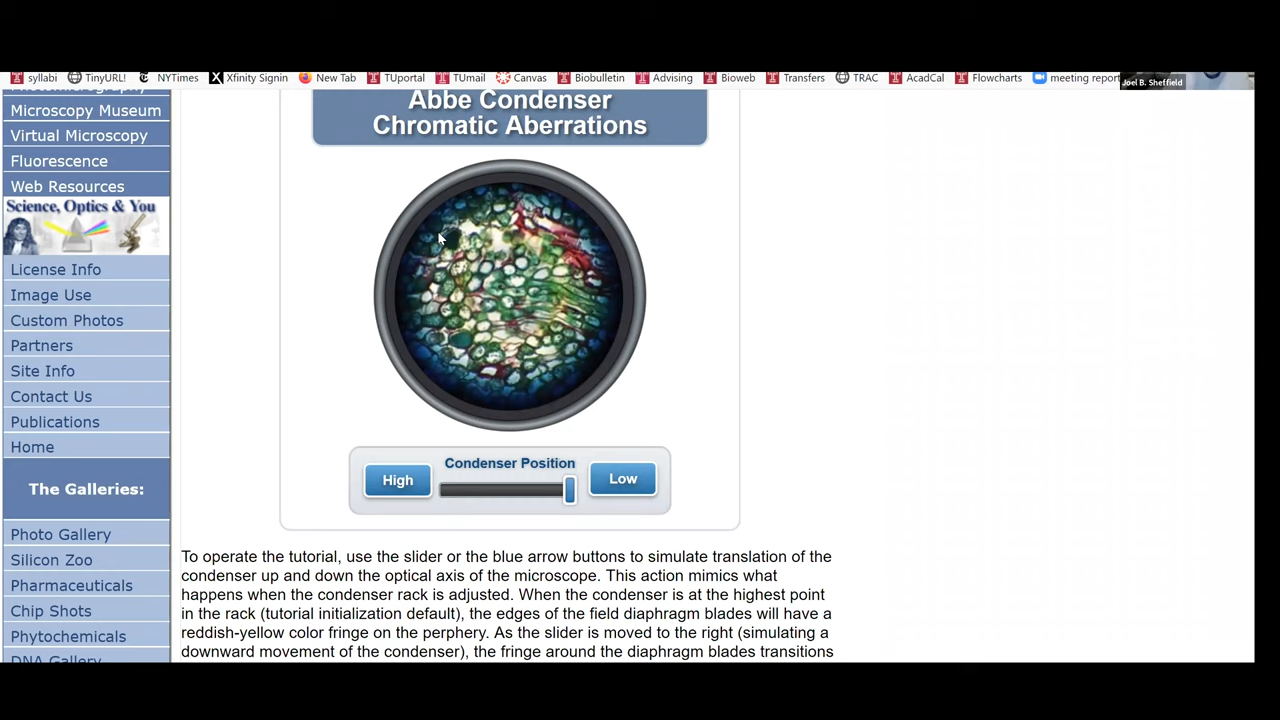 syllabi TinyURL! NYTimes Xfinity Signin New Tab TUportal TUmail Canvas Biobulletin Advising Bioweb Transfers TRAC AcadCal Flowcharts meeting report
Joel B. Sheffield
Photomicrography
Microscopy Museum
Virtual Microscopy
Fluorescence
Web Resources
Science, Optics & You
License Info
Image Use
Custom Photos
Partners
Site Info
Contact Us
Publications
Home
The Galleries:
Photo Gallery
Silicon Zoo
Pharmaceuticals
Chip Shots
Phytochemicals
DNA Gallery
Abbe Condenser
Chromatic Aberrations
Condenser Position
High
Low
To operate the tutorial, use the slider or the blue arrow buttons to simulate translation of the
condenser up and down the optical axis of the microscope. This action mimics what
happens when the condenser rack is adjusted. When the condenser is at the highest point
in the rack (tutorial initialization default), the edges of the field diaphragm blades will have a
reddish-yellow color fringe on the perphery. As the slider is moved to the right (simulating a
downward movement of the condenser), the fringe around the diaphragm blades transitions